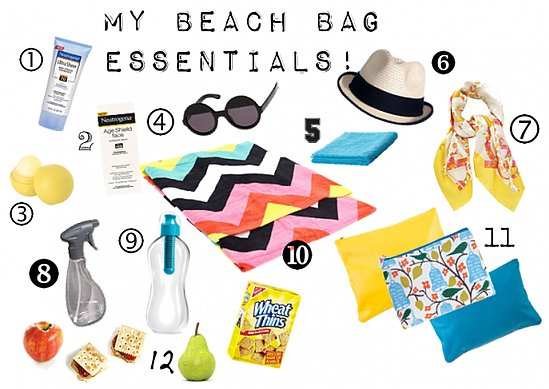 MY BEACH BAG
ESSENTIALS!
1
Neutrogena
Ultra Sheer
2
Neutrogena
Age Shield
face
3
4
5
6
7
8
9
10
11
12
Wheat
Thins